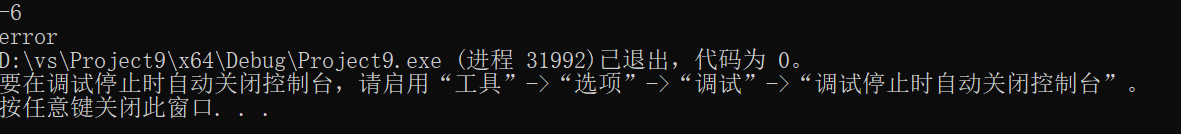 -6
error
D:\vs\Project9\x64\Debug\Project9.exe (进程 31992)已退出，代码为 0。
要在调试停止时自动关闭控制台，请启用“工具”->“选项”->“调试”->“调试停止时自动关闭控制台”。
按任意键关闭此窗口. . .